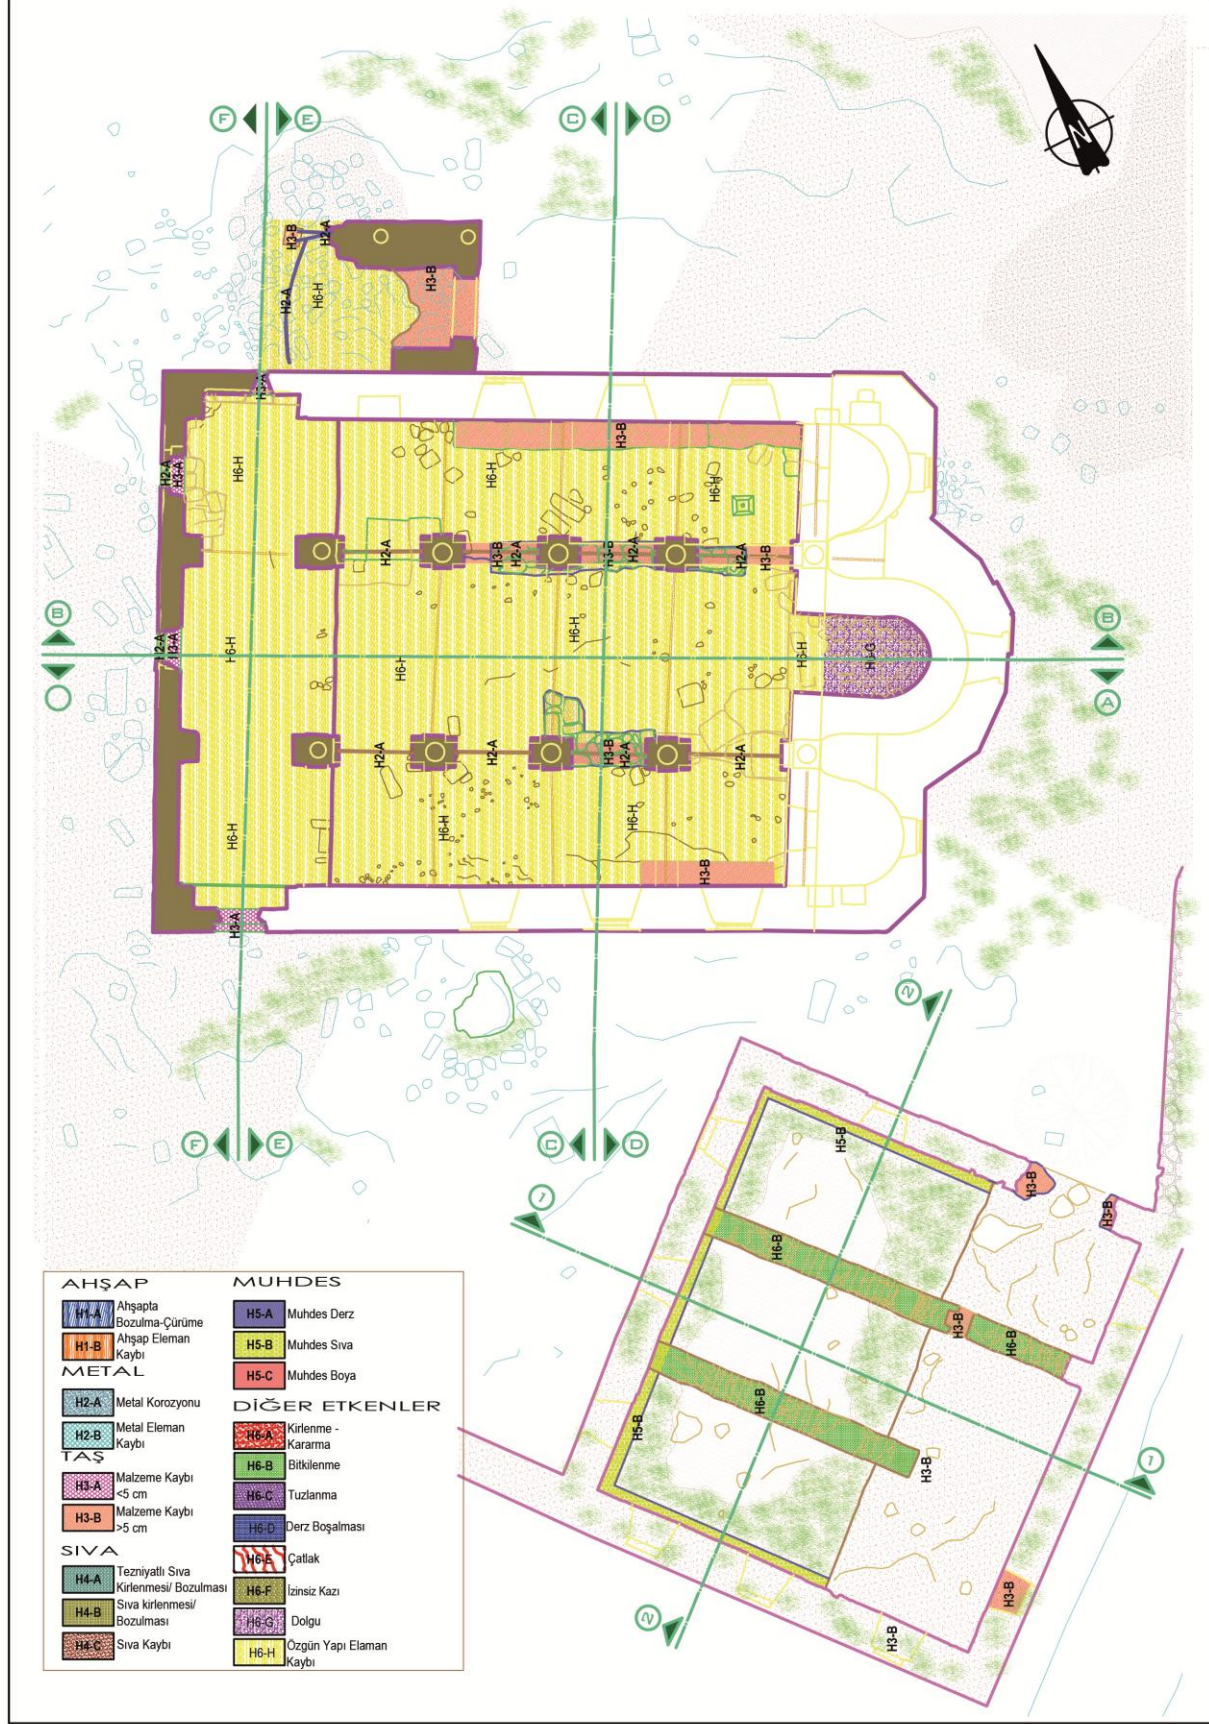 F E C D
N
H3-B H2-A
H3-B
H2-A H6-H
H3-A
H2-A H3-A H6-H H6-H H6-H H3-B
H2-A H3-B H2-A H3-B H2-A H2-A H3-B
B B
H2-A H3-A H6-H H6-H H6-H H6-H
A
H2-A H2-A H3-B H2-A H2-A
H6-H H6-H H6-H
H3-B
H3-A
2
F E C D
H5-B
1
H3-B
H3-B
H6-B
H3-B
H6-B
H6-B
H5-B
H3-B
1
H3-B
2
H3-B
AHŞAP
H1-A Ahşapta
Bozulma-Çürüme
H1-B Ahşap Eleman
Kaybı
METAL
H2-A Metal Korozyonu
H2-B Metal Eleman
Kaybı
TAŞ
H3-A Malzeme Kaybı
<5 cm
H3-B Malzeme Kaybı
>5 cm
SIVA
H4-A Tezniyatlı Sıva
Kirlenmesi/ Bozulması
H4-B Sıva kirlenmesi/
Bozulması
H4-C Sıva Kaybı
MUHDES
H5-A Muhdes Derz
H5-B Muhdes Sıva
H5-C Muhdes Boya
DİĞER ETKENLER
H6-A Kirlenme -
Kararma
H6-B Bitkilenme
H6-C Tuzlanma
H6-D Derz Boşalması
H6-E Çatlak
H6-F İzinsiz Kazı
H6-G Dolgu
H6-H Özgün Yapı Elaman
Kaybı